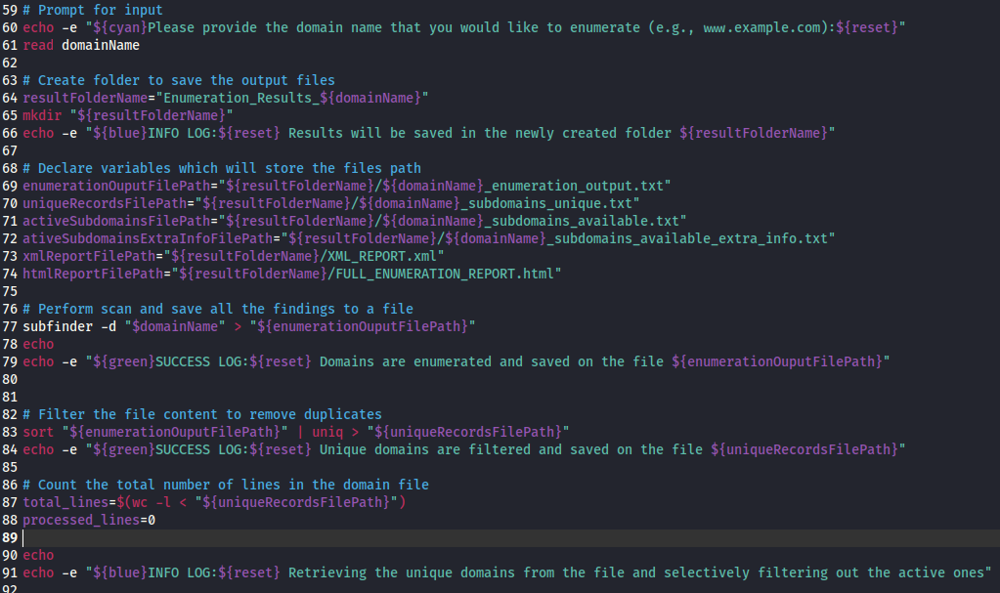 59 # Prompt for input
60 echo -e "${cyan}Please provide the domain name that you would like to enumerate (e.g., www.example.com):${reset}"
61 read domainName
62
63 # Create folder to save the output files
64 resultFolderName="Enumeration_Results_${domainName}"
65 mkdir "${resultFolderName}"
66 echo -e "${blue}INFO LOG:${reset} Results will be saved in the newly created folder ${resultFolderName}"
67
68 # Declare variables which will store the files path
69 enumerationOuputFilePath="${resultFolderName}/${domainName}_enumeration_output.txt"
70 uniqueRecordsFilePath="${resultFolderName}/${domainName}_subdomains_unique.txt"
71 activeSubdomainsFilePath="${resultFolderName}/${domainName}_subdomains_available.txt"
72 ativeSubdomainsExtraInfoFilePath="${resultFolderName}/${domainName}_subdomains_available_extra_info.txt"
73 xmlReportFilePath="${resultFolderName}/XML_REPORT.xml"
74 htmlReportFilePath="${resultFolderName}/FULL_ENUMERATION_REPORT.html"
75
76 # Perform scan and save all the findings to a file
77 subfinder -d "$domainName" > "${enumerationOuputFilePath}"
78 echo
79 echo -e "${green}SUCCESS LOG:${reset} Domains are enumerated and saved on the file ${enumerationOuputFilePath}"
80
81
82 # Filter the file content to remove duplicates
83 sort "${enumerationOuputFilePath}" | uniq > "${uniqueRecordsFilePath}"
84 echo -e "${green}SUCCESS LOG:${reset} Unique domains are filtered and saved on the file ${uniqueRecordsFilePath}"
85
86 # Count the total number of lines in the domain file
87 total_lines=$(wc -l < "${uniqueRecordsFilePath}")
88 processed_lines=0
89
90 echo
91 echo -e "${blue}INFO LOG:${reset} Retrieving the unique domains from the file and selectively filtering out the active ones"
92